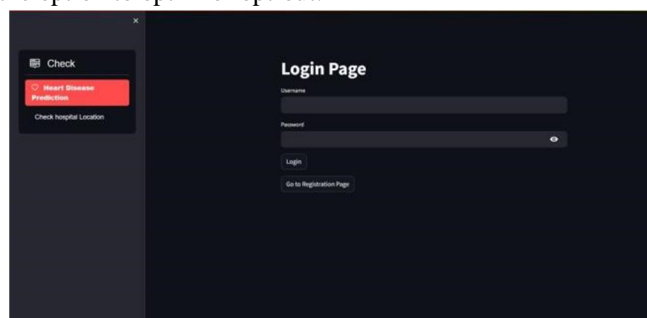 ×
Check
Heart Disease
Prediction
Check hospital Location
Login Page
Username
Password
Login
Go to Registration Page